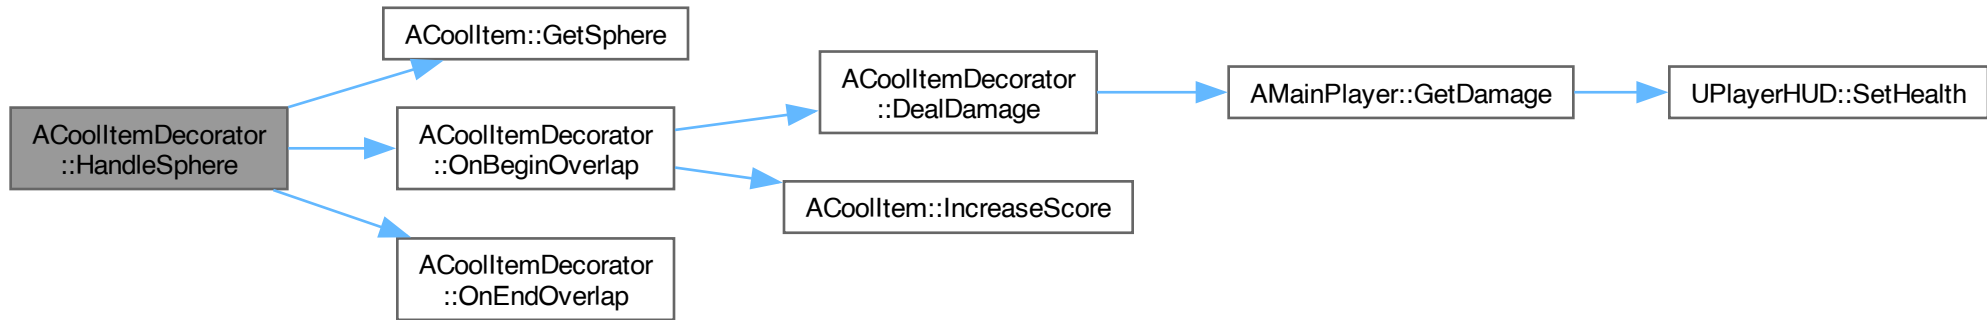 ACoolItemDecorator
::HandleSphere
ACoolItem::GetSphere
ACoolItemDecorator
::OnBeginOverlap
ACoolItemDecorator
::OnEndOverlap
ACoolItemDecorator
::DealDamage
ACoolItem::IncreaseScore
AMainPlayer::GetDamage
UPlayerHUD::SetHealth